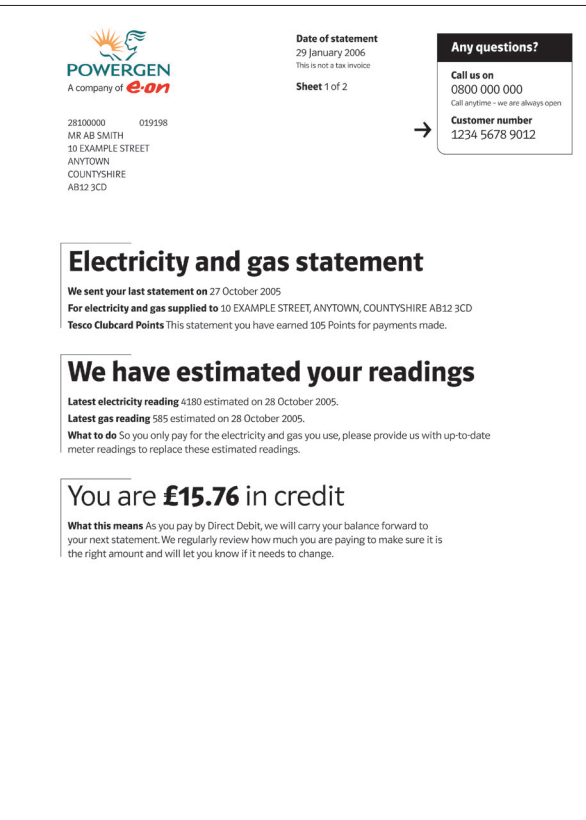 POWERGEN
A company of e·on
Date of statement
29 January 2006
This is not a tax invoice
Sheet 1 of 2
Any questions?
Call us on
0800 000 000
Call anytime – we are always open
Customer number
1234 5678 9012
28100000 019198
MR AB SMITH
10 EXAMPLE STREET
ANYTOWN
COUNTYSHIRE
AB12 3CD
Electricity and gas statement
We sent your last statement on 27 October 2005
For electricity and gas supplied to 10 EXAMPLE STREET, ANYTOWN, COUNTYSHIRE AB12 3CD
Tesco Clubcard Points This statement you have earned 105 Points for payments made.
We have estimated your readings
Latest electricity reading 4180 estimated on 28 October 2005.
Latest gas reading 585 estimated on 28 October 2005.
What to do So you only pay for the electricity and gas you use, please provide us with up-to-date
meter readings to replace these estimated readings.
You are £15.76 in credit
What this means As you pay by Direct Debit, we will carry your balance forward to
your next statement. We regularly review how much you are paying to make sure it is
the right amount and will let you know if it needs to change.